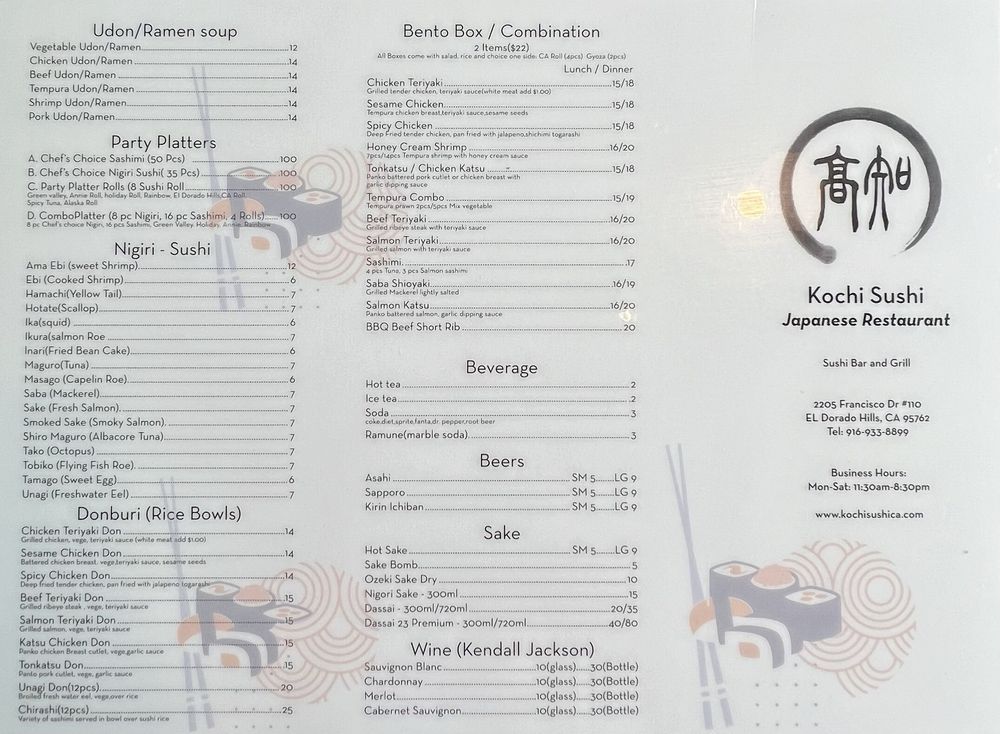 Udon/Ramen soup
Vegetable Udon/Ramen 12
Chicken Udon/Ramen 14
Beef Udon/Ramen 14
Tempura Udon/Ramen 14
Shrimp Udon/Ramen 14
Pork Udon/Ramen 14
Party Platters
A. Chef's Choice Sashimi (50 Pcs) 100
B. Chef's Choice Nigiri Sushi( 35 Pcs) 100
C. Party Platter Rolls (8 Sushi Roll 100
Green valley, Annie Roll, holiday Roll, Rainbow, El Dorado Hills,CA Roll,
Spicy Tuna, Alaska Roll
D. ComboPlatter (8 pc Nigiri, 16 pc Sashimi, 4 Rolls) 100
8 pc Chef's choice Nigiri, 16 pcs Sashimi, Green Valley, Holiday, Annie, Rainbow
Nigiri - Sushi
Ama Ebi (sweet Shrimp) 12
Ebi (Cooked Shrimp) 6
Hamachi(Yellow Tail) 7
Hotate(Scallop) 7
Ika(squid) 6
Ikura(salmon Roe 7
Inari(Fried Bean Cake) 6
Maguro(Tuna) 7
Masago (Capelin Roe) 6
Saba (Mackerel) 7
Sake (Fresh Salmon) 7
Smoked Sake (Smoky Salmon) 7
Shiro Maguro (Albacore Tuna) 7
Tako (Octopus) 7
Tobiko (Flying Fish Roe) 7
Tamago (Sweet Egg) 6
Unagi (Freshwater Eel) 7
Donburi (Rice Bowls)
Chicken Teriyaki Don 14
Grilled chicken, vege, teriyaki sauce (white meat add $1.00)
Sesame Chicken Don 14
Battered chicken breast, vege,teriyaki sauce, sesame seeds
Spicy Chicken Don 14
Deep fried tender chicken, pan fried with jalapeno togarashi
Beef Teriyaki Don 15
Grilled ribeye steak , vege, teriyaki sauce
Salmon Teriyaki Don 15
Grilled salmon, vege, teriyaki sauce
Katsu Chicken Don 15
Panko chicken Breast cutlet, vege,garlic sauce
Tonkatsu Don 15
Panto pork cutlet, vege, garlic sauce
Unagi Don(12pcs) 20
Broiled fresh water eel, vege,over rice
Chirashi(12pcs) 25
Variety of sashimi served in bowl over sushi rice
Bento Box / Combination
2 Items($22)
All Boxes come with salad, rice and choice one side: CA Roll (4pcs) Gyoza (2pcs)
Lunch / Dinner
Chicken Teriyaki 15/18
Grilled tender chicken, teriyaki sauce(white meat add $1.00)
Sesame Chicken 15/18
Tempura chicken breast,teriyaki sauce,sesame seeds
Spicy Chicken 15/18
Deep fried tender chicken, pan fried with jalapeno,shichimi togarashi
Honey Cream Shrimp 16/20
7pcs/14pcs Tempura shrimp with honey cream sauce
Tonkatsu / Chicken Katsu 15/18
Panko battered pork cutlet or chicken breast with
garlic dipping sauce
Tempura Combo 15/19
Tempura prawn 2pcs/5pcs Mix vegetable
Beef Teriyaki 16/20
Grilled ribeye steak with teriyaki sauce
Salmon Teriyaki 16/20
Grilled salmon with teriyaki sauce
Sashimi 17
4 pcs Tuna, 3 pcs Salmon sashimi
Saba Shioyaki 16/19
Grilled Mackerel lightly salted
Salmon Katsu 16/20
Panko battered salmon, garlic dipping sauce
BBQ Beef Short Rib 20
Beverage
Hot tea 2
Ice tea 2
Soda 3
coke,diet,sprite,fanta,dr. pepper,root beer
Ramune(marble soda) 3
Beers
Asahi SM 5 LG 9
Sapporo SM 5 LG 9
Kirin Ichiban SM 5 LG 9
Sake
Hot Sake SM 5 LG 9
Sake Bomb 5
Ozeki Sake Dry 10
Nigori Sake - 300ml 15
Dassai - 300ml/720ml 20/35
Dassai 23 Premium - 300ml/720ml 40/80
Wine (Kendall Jackson)
Sauvignon Blanc 10(glass) 30(Bottle)
Chardonnay 10(glass) 30(Bottle)
Merlot 10(glass) 30(Bottle)
Cabernet Sauvignon 10(glass) 30(Bottle)
高知
Kochi Sushi
Japanese Restaurant
Sushi Bar and Grill
2205 Francisco Dr #110
EL Dorado Hills, CA 95762
Tel: 916-933-8899
Business Hours:
Mon-Sat: 11:30am-8:30pm
www.kochisushica.com